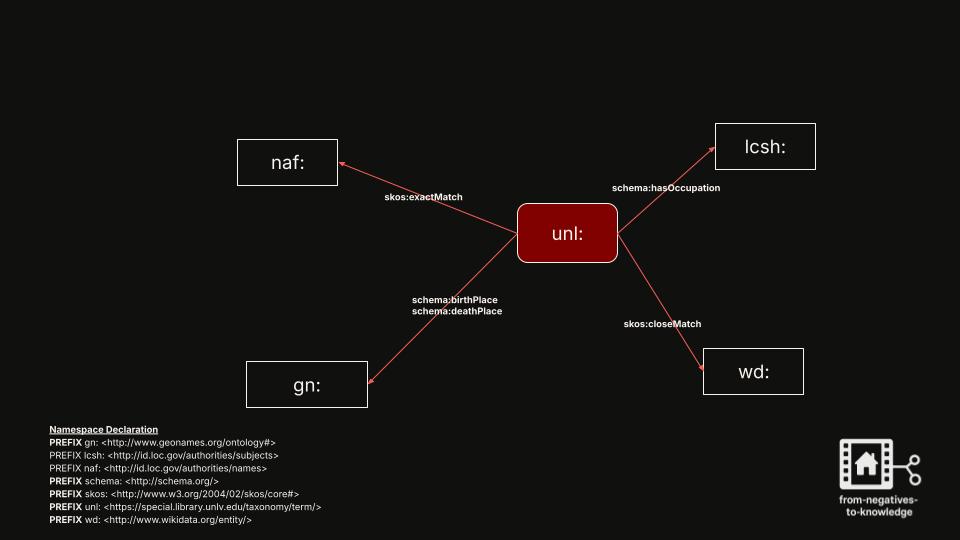 naf:
lcsh:
skos:exactMatch
schema:hasOccupation
unl:
schema:birthPlace
schema:deathPlace
skos:closeMatch
gn:
wd:
Namespace Declaration
PREFIX gn: <http://www.geonames.org/ontology#>
PREFIX lcsh: <http://id.loc.gov/authorities/subjects>
PREFIX naf: <http://id.loc.gov/authorities/names>
PREFIX schema: <http://schema.org/>
PREFIX skos: <http://www.w3.org/2004/02/skos/core#>
PREFIX unl: <https://special.library.unlv.edu/taxonomy/term/>
PREFIX wd: <http://www.wikidata.org/entity/>
from-negatives-
to-knowledge